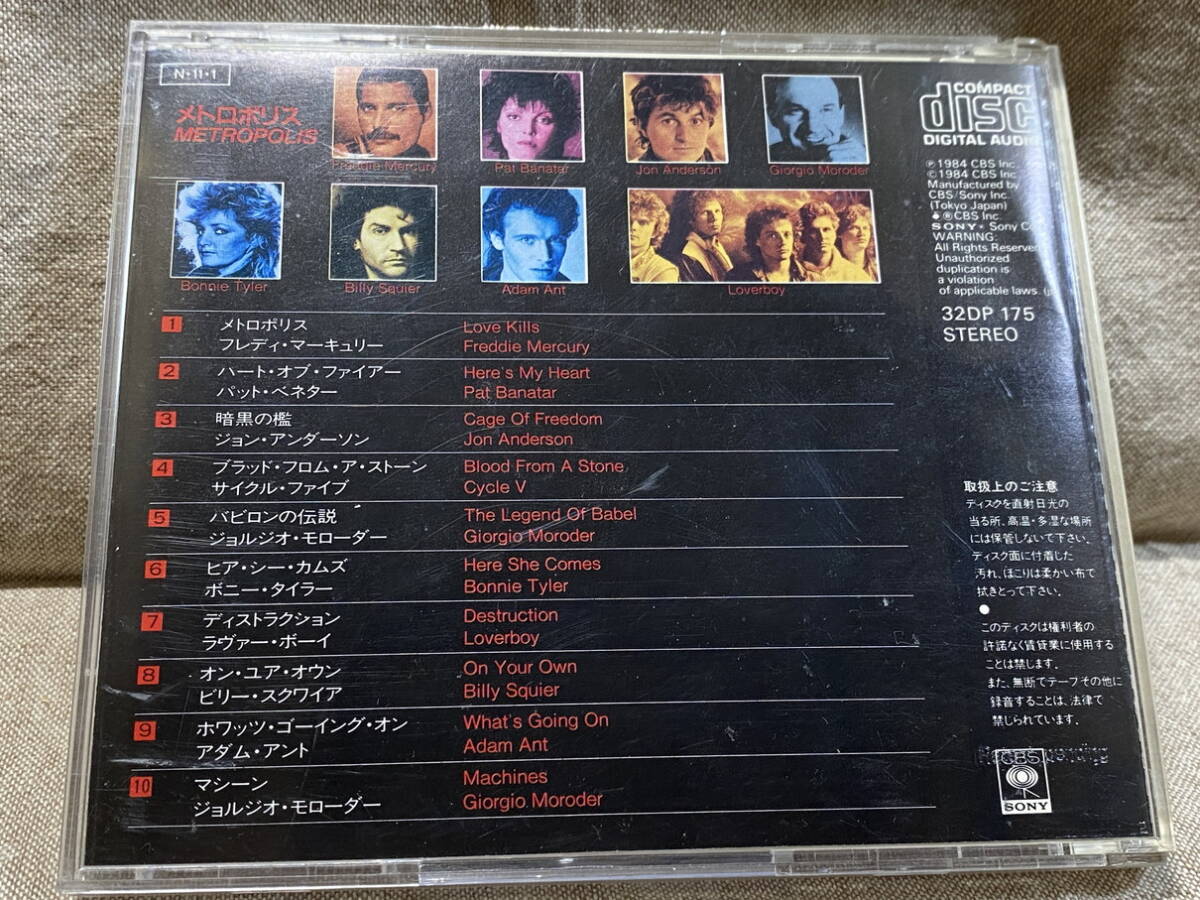 N・11・1
メトロポリス
METROPOLIS
Freddie Mercury
Pat Banatar
Jon Anderson
Giorgio Moroder
Bonnie Tyler
Billy Squier
Adam Ant
Loverboy
COMPACT
disc
DIGITAL AUDIO
℗1984 CBS Inc.
©1984 CBS Inc.
Manufactured by
CBS/Sony Inc.
(Tokyo Japan)
®CBS Inc.
SONY® Sony
WARNING:
All Rights Reserved
Unauthorized
duplication is
a violation
of applicable laws.
32DP 175
STEREO
1 メトロポリス Love Kills
フレディ・マーキュリー Freddie Mercury
2 ハート・オブ・ファイアー Here's My Heart
パット・ベネター Pat Banatar
3 暗黒の檻 Cage Of Freedom
ジョン・アンダーソン Jon Anderson
4 ブラッド・フロム・ア・ストーン Blood From A Stone
サイクル・ファイブ Cycle V
5 バビロンの伝説 The Legend Of Babel
ジョルジオ・モローダー Giorgio Moroder
6 ヒア・シー・カムズ Here She Comes
ボニー・タイラー Bonnie Tyler
7 ディストラクション Destruction
ラヴァー・ボーイ Loverboy
8 オン・ユア・オウン On Your Own
ビリー・スクワイア Billy Squier
9 ホワッツ・ゴーイング・オン What's Going On
アダム・アント Adam Ant
10 マシーン Machines
ジョルジオ・モローダー Giorgio Moroder
取扱上のご注意
ディスクを直射日光の
当る所、高温・多湿な場所
には保管しないで下さい。
ディスク面に付着した
汚れ、ほこりは柔かい布で
拭きとって下さい。
●
このディスクは権利者の
許諾なく賃貸業に使用する
ことは禁じます。
また、無断でテープその他に
録音することは、法律で
禁じられています。
CBS
SONY